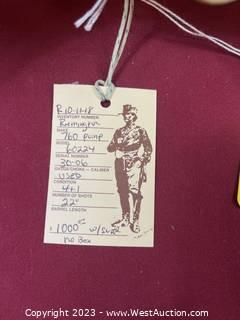 R10-11-18
INVENTORY NUMBER
Remington
MAKE
760 pump
MODEL
60224
SERIAL NUMBER
30-06
GAUGE/CHOKE - CALIBER
USED
CONDITION
4+1
NUMBER OF SHOTS
22"
BARREL LENGTH
$ 1000 w/
no Box
Copyright 2023 - www.WestAuction.com